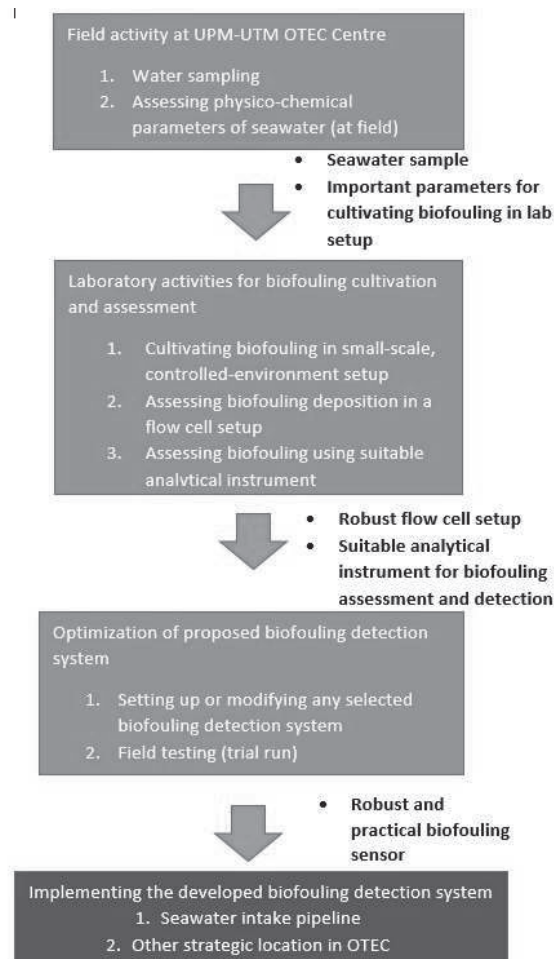 Field activity at UPM-UTM OTEC Centre
1. Water sampling
2. Assessing physico-chemical
parameters of seawater (at field)
• Seawater sample
• Important parameters for
cultivating biofouling in lab
setup
Laboratory activities for biofouling cultivation
and assessment
1. Cultivating biofouling in small-scale,
controlled-environment setup
2. Assessing biofouling deposition in a
flow cell setup
3. Assessing biofouling using suitable
analytical instrument
• Robust flow cell setup
• Suitable analytical
instrument for biofouling
assessment and detection
Optimization of proposed biofouling detection
system
1. Setting up or modifying any selected
biofouling detection system
2. Field testing (trial run)
• Robust and
practical biofouling
sensor
Implementing the developed biofouling detection system
1. Seawater intake pipeline
2. Other strategic location in OTEC